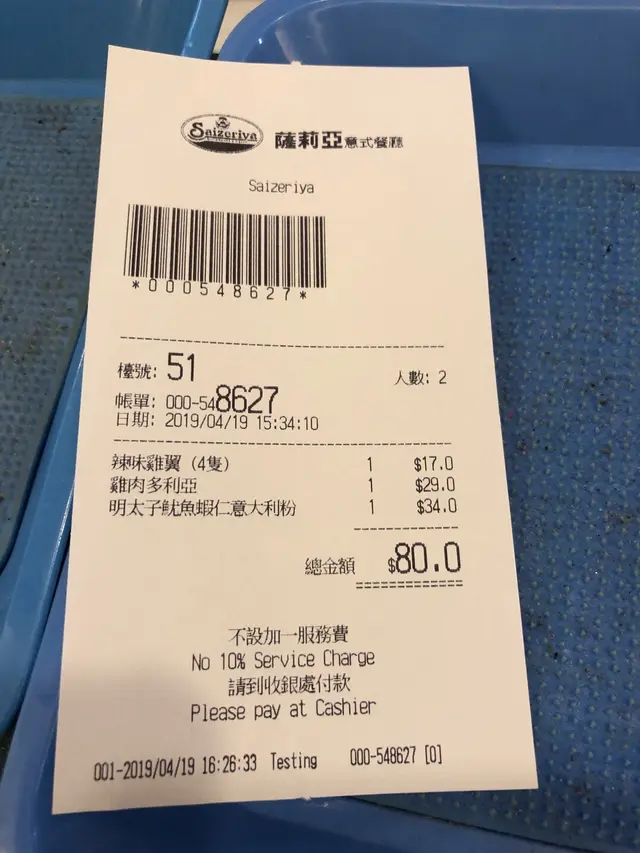 Saizeriya
薩莉亞意式餐廳
Saizeriya
*000548627*
檯號: 51
人數: 2
帳單: 000-548627
日期: 2019/04/19 15:34:10
辣味雞翼 (4隻) 1 $17.0
雞肉多利亞 1 $29.0
明太子魷魚蝦仁意大利粉 1 $34.0
總金額 $80.0
不設加一服務費
No 10% Service Charge
請到收銀處付款
Please pay at Cashier
001-2019/04/19 16:26:33 Testing 000-548627 [0]